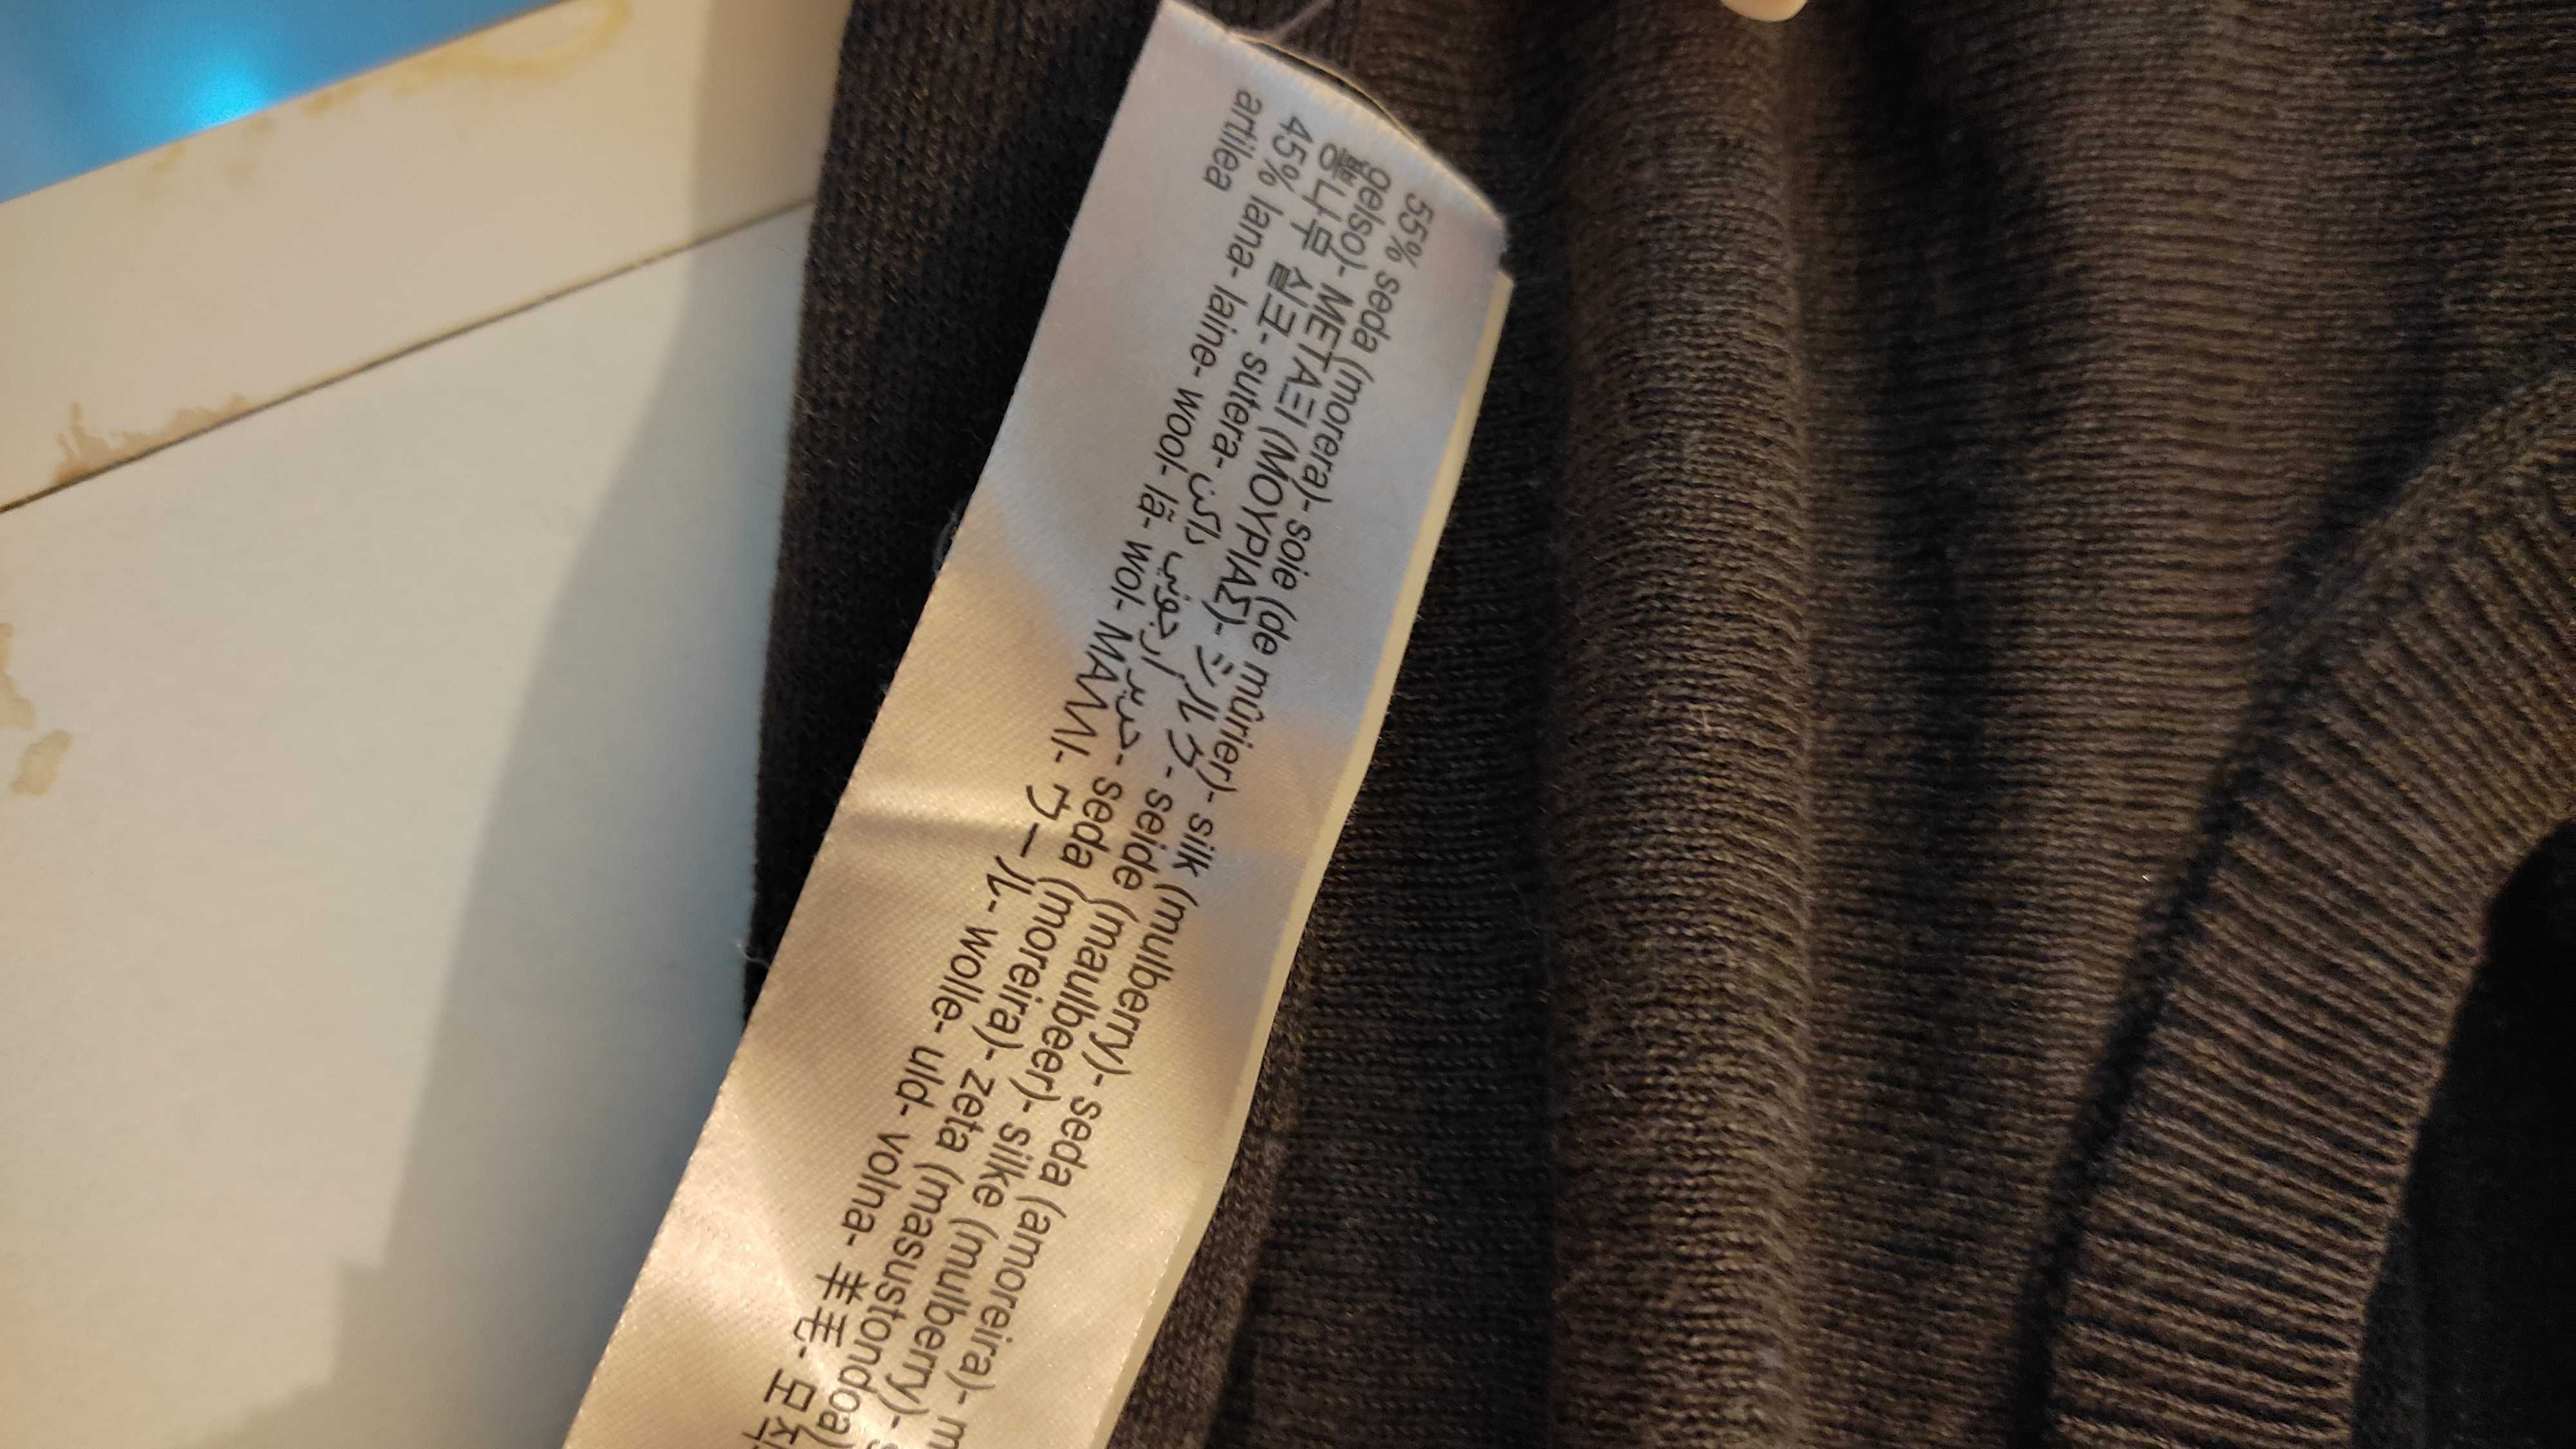 55% seda (morera)- soie (de mûrier)- silk (mulberry)- seda (amoreira)-
gelso)- ΜΕΤΑΞΙ (ΜΟΥΡΙΑΣ)- シルク- seide (maulbeer)- silke (mulberry)-
뽕나무 실크- sutera- حرير أرجوني داكن- seda (moreira)- zeta (masustondoa)
45% lana- laine- wool- lã- wol- ΜΑΛΛΙ- ウール- wolle- uld- volna- 羊毛-
artilea